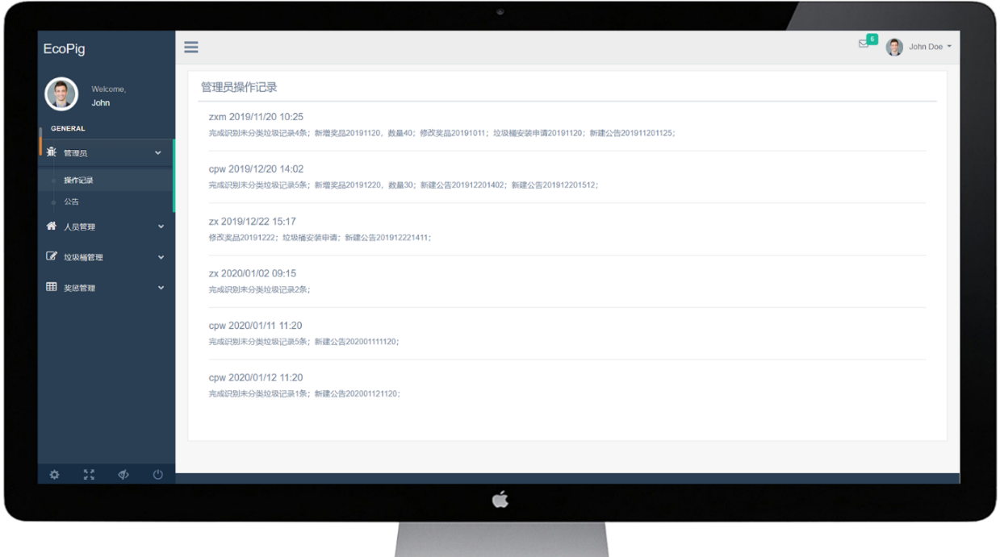 EcoPig
6
John Doe
Welcome,
John
GENERAL
管理员
操作记录
公告
人员管理
垃圾桶管理
奖惩管理
管理员操作记录
zxm 2019/11/20 10:25
完成识别未分类垃圾记录4条；新增奖品20191120，数量40；修改奖品20191011；垃圾桶安装申请20191120；新建公告201911201125；
cpw 2019/12/20 14:02
完成识别未分类垃圾记录5条；新增奖品20191220，数量30；新建公告201912201402；新建公告201912201512；
zx 2019/12/22 15:17
修改奖品20191222；垃圾桶安装申请；新建公告201912221411；
zx 2020/01/02 09:15
完成识别未分类垃圾记录2条；
cpw 2020/01/11 11:20
完成识别未分类垃圾记录5条；新建公告202001111120；
cpw 2020/01/12 11:20
完成识别未分类垃圾记录1条；新建公告202001121120；